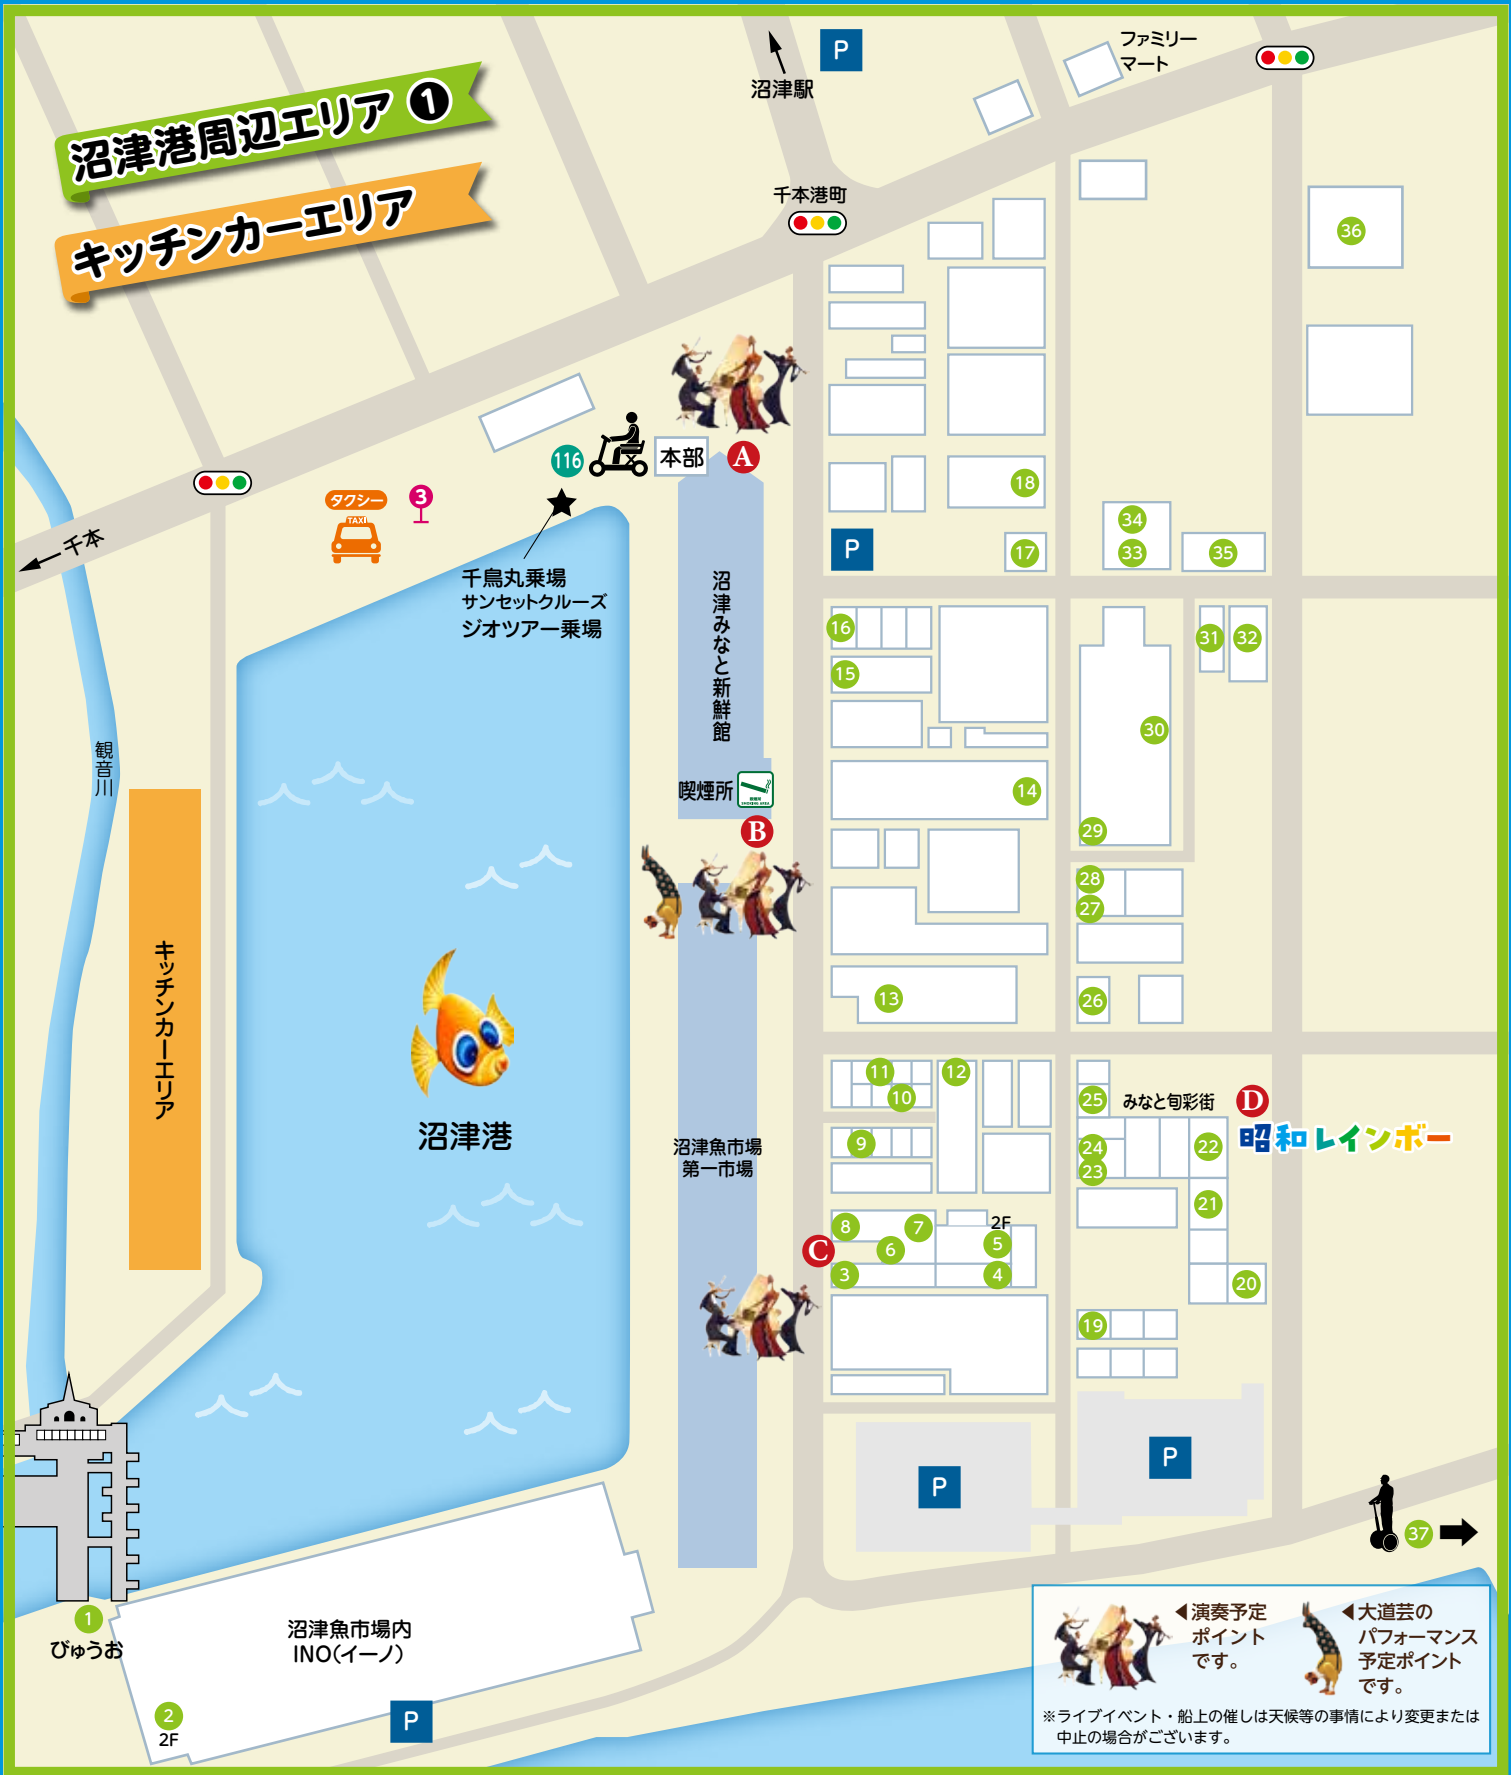 沼津港周辺エリア ❶
キッチンカーエリア
沼津駅
P
ファミリー
マート
千本港町
36
本部
A
116
18
タクシー
TAXI
3
千本
P
17
34
33
35
千鳥丸乗場
サンセットクルーズ
ジオツアー乗場
沼津みなと新鮮館
16
15
31
32
30
観音川
喫煙所
SMOKING AREA
14
B
29
28
27
キッチンカーエリア
13
26
沼津港
11
12
10
25
みなと旬彩街
D
昭和レインボー
沼津魚市場
第一市場
9
24
23
22
21
8
7
2F
C
6
5
3
4
20
19
P
P
37
1
びゅうお
沼津魚市場内
INO(イーノ)
2
2F
P
◀演奏予定
ポイント
です。
◀大道芸の
パフォーマンス
予定ポイント
です。
※ライブイベント・船上の催しは天候等の事情により変更または
中止の場合がございます。